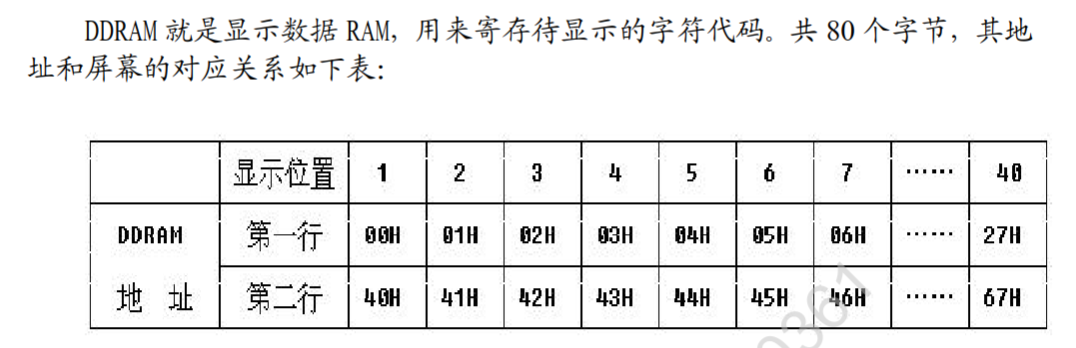 DDRAM 就是显示数据 RAM，用来寄存待显示的字符代码。共 80 个字节，其地
址和屏幕的对应关系如下表：
显示位置 1 2 3 4 5 6 7 …… 40
DDRAM 第一行 00H 01H 02H 03H 04H 05H 06H …… 27H
地 址 第二行 40H 41H 42H 43H 44H 45H 46H …… 67H
0361